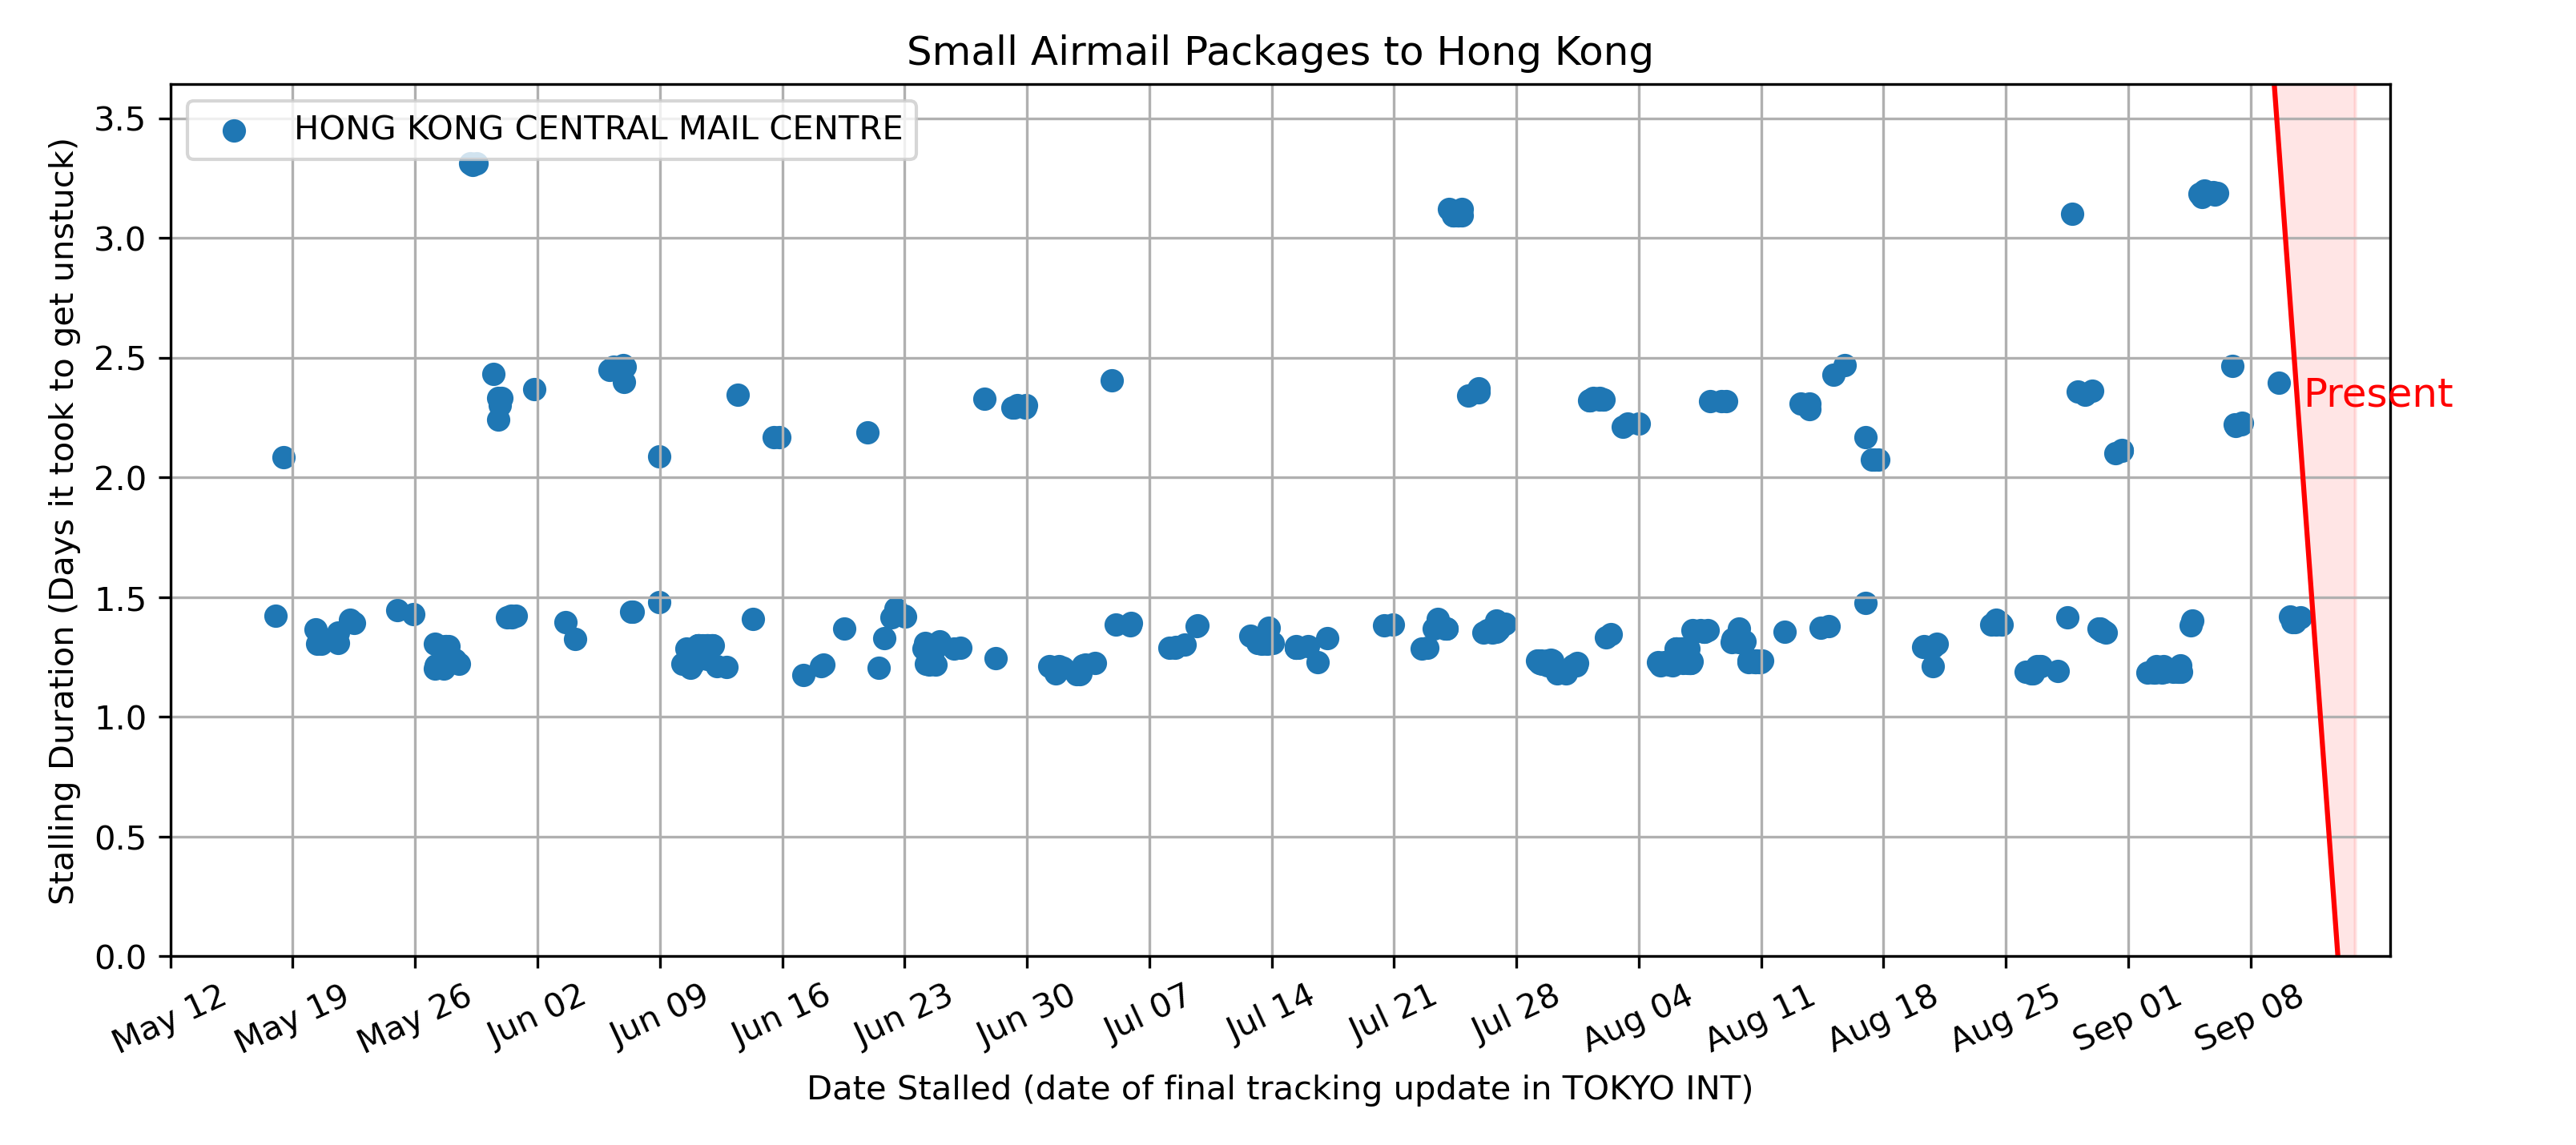 Small Airmail Packages to Hong Kong
HONG KONG CENTRAL MAIL CENTRE
Stalling Duration (Days it took to get unstuck)
3.5
3.0
2.5
2.0
1.5
1.0
0.5
0.0
Present
May 12 May 19 May 26 Jun 02 Jun 09 Jun 16 Jun 23 Jun 30 Jul 07 Jul 14 Jul 21 Jul 28 Aug 04 Aug 11 Aug 18 Aug 25 Sep 01 Sep 08
Date Stalled (date of final tracking update in TOKYO INT)